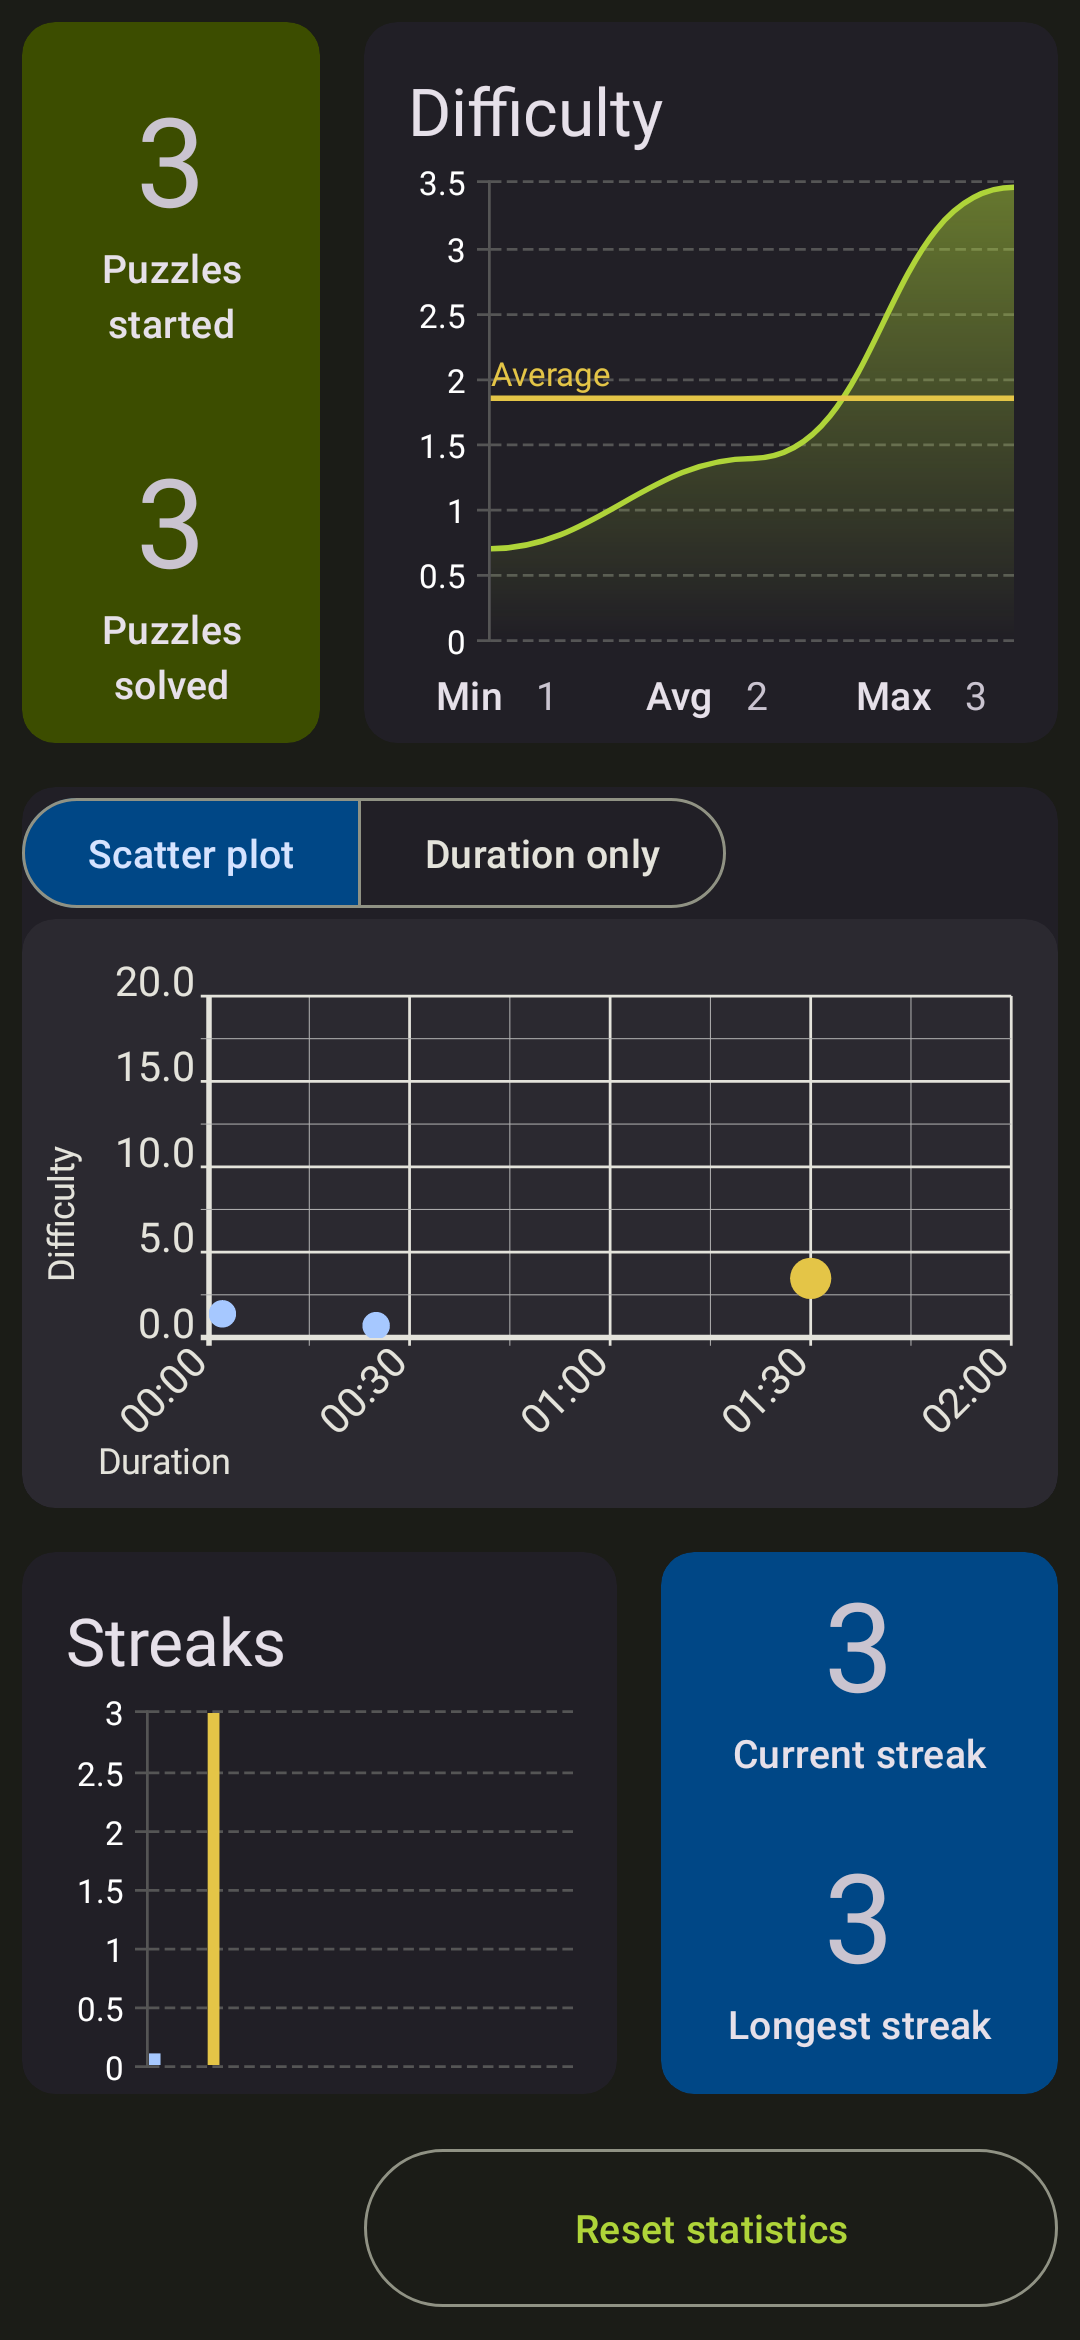 3
Puzzles
started
3
Puzzles
solved
Difficulty
3.5
3
2.5
2
1.5
1
0.5
0
Average
Min 1 Avg 2 Max 3
Scatter plot
Duration only
Difficulty
20.0
15.0
10.0
5.0
0.0
00:00 00:30 01:00 01:30 02:00
Duration
Streaks
3
2.5
2
1.5
1
0.5
0
3
Current streak
3
Longest streak
Reset statistics